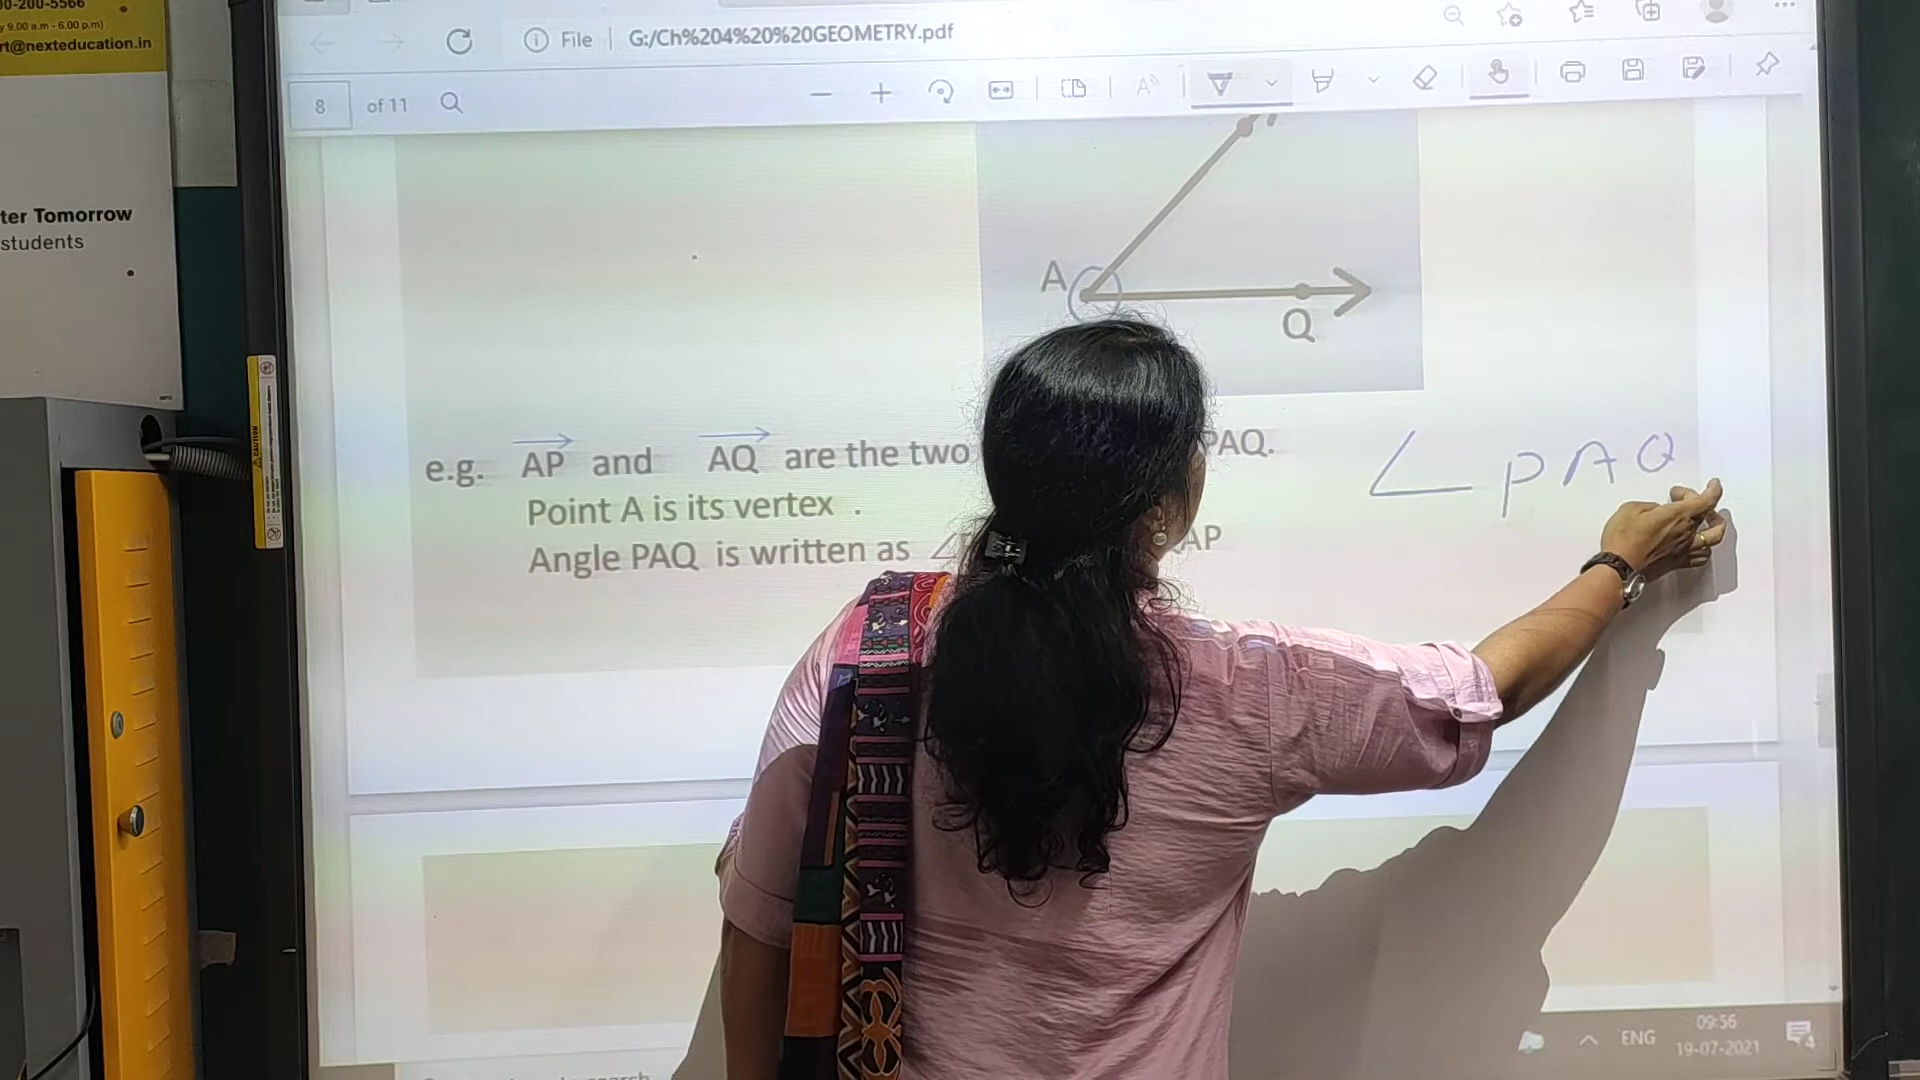 00-200-5566
y 9.00 a.m - 6.00 p.m)
rt@nexteducation.in
ter Tomorrow
students
CAUTION
File
G:/Ch%204%20%20GEOMETRY.pdf
8 of 11
A
Q
e.g. AP and AQ are the two PAQ.
Point A is its vertex .
Angle PAQ is written as ∠ AP
∠ PAQ
ENG
09:56
19-07-2021